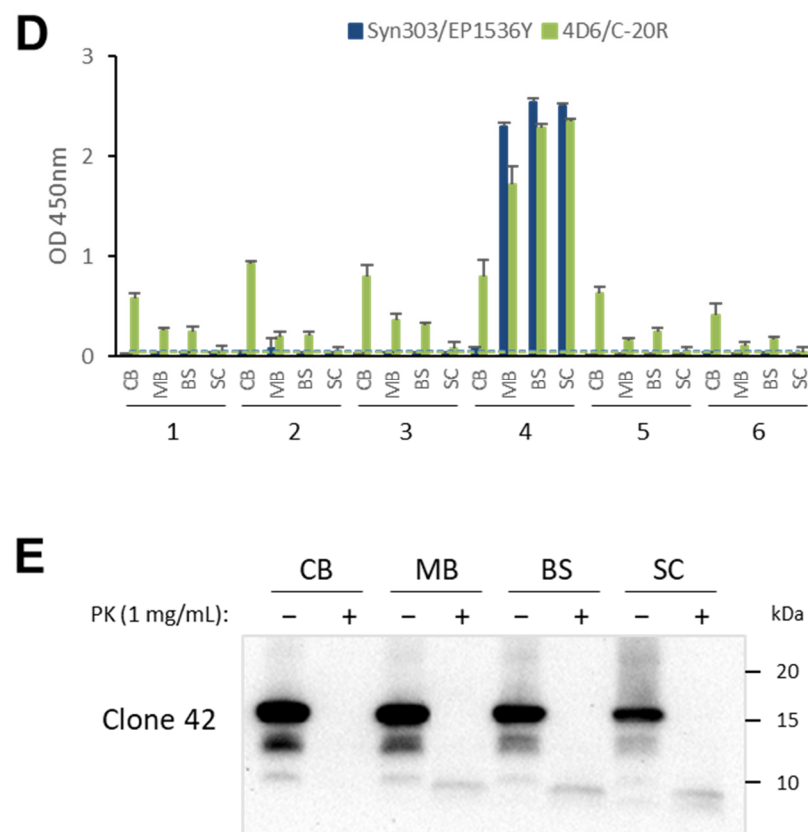 D
Syn303/EP1536Y 4D6/C-20R
3
2
1
0
OD 450nm
CB MB BS SC CB MB BS SC CB MB BS SC CB MB BS SC CB MB BS SC CB MB BS SC
1 2 3 4 5 6
E
CB MB BS SC
PK (1 mg/mL): – + – + – + – + kDa
20
Clone 42 15
10